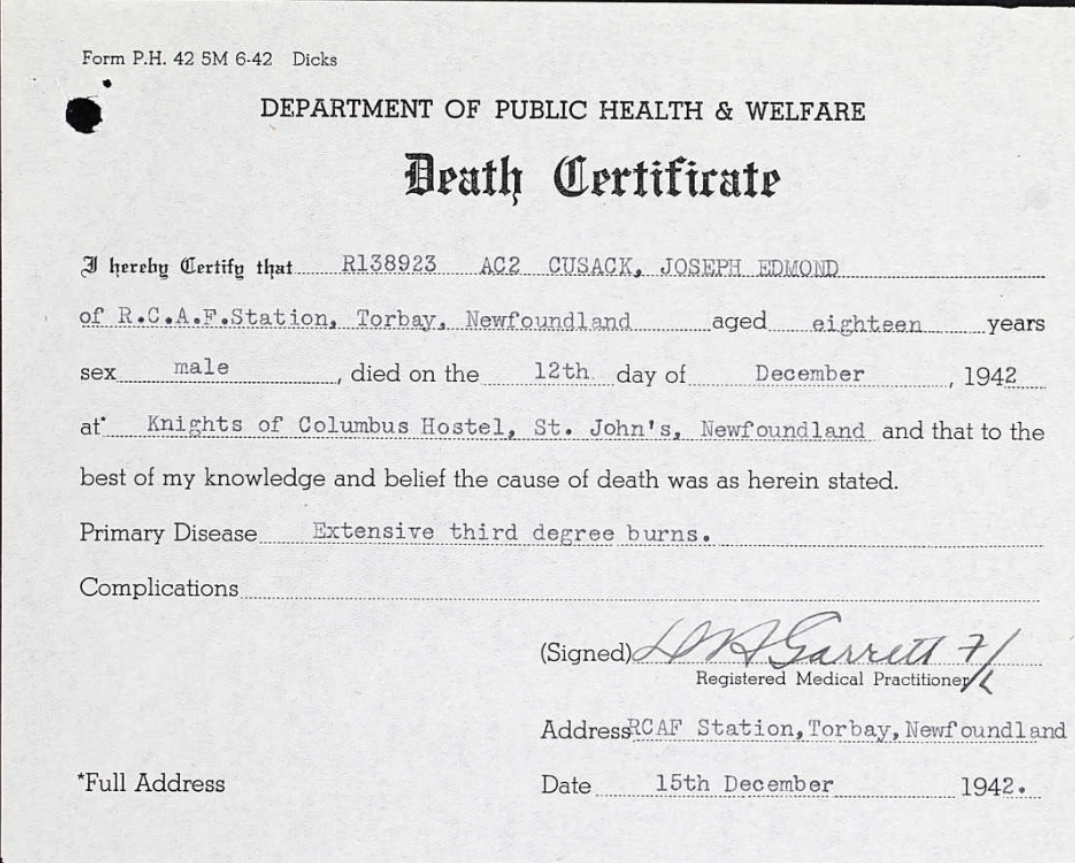 Form P.H. 42 5M 6-42 Dicks
DEPARTMENT OF PUBLIC HEALTH & WELFARE
Death Certificate
I hereby Certify that R138923 AC2 CUSACK, JOSEPH EDMOND
of R.C.A.F.Station, Torbay, Newfoundland aged eighteen years
sex male, died on the 12th day of December, 1942
at* Knights of Columbus Hostel, St. John's, Newfoundland and that to the
best of my knowledge and belief the cause of death was as herein stated.
Primary Disease Extensive third degree burns.
Complications
(Signed) Garrett F/L
Registered Medical Practitioner
Address RCAF Station, Torbay, Newfoundland
*Full Address Date 15th December 1942.